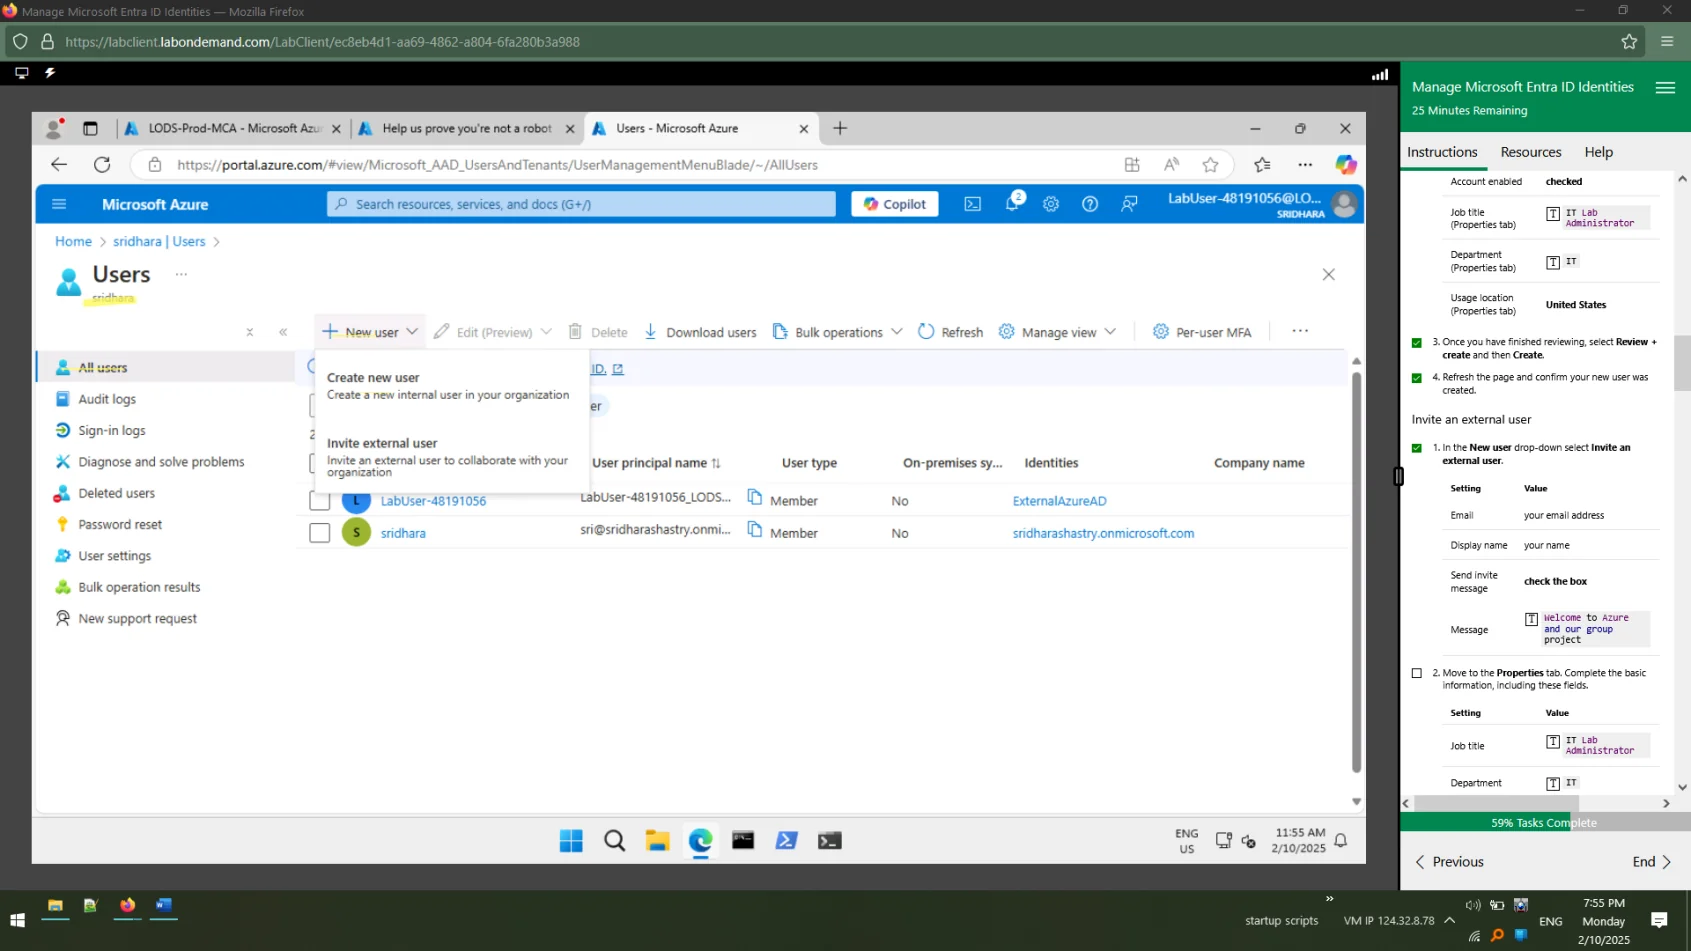 Manage Microsoft Entra ID Identities — Mozilla Firefox
https://labclient.labondemand.com/LabClient/ec8eb4d1-aa69-4862-a804-6fa280b3a988
LODS-Prod-MCA - Microsoft Azu
Help us prove you're not a robot
Users - Microsoft Azure
https://portal.azure.com/#view/Microsoft_AAD_UsersAndTenants/UserManagementMenuBlade/~/AllUsers
Microsoft Azure
Search resources, services, and docs (G+/)
Copilot
2
LabUser-48191056@LO...
SRIDHARA
Home > sridhara | Users >
Users
...
sridhara
New user
Edit (Preview)
Delete
Download users
Bulk operations
Refresh
Manage view
Per-user MFA
...
All users
Audit logs
Sign-in logs
Diagnose and solve problems
Deleted users
Password reset
User settings
Bulk operation results
New support request
Create new user
Create a new internal user in your organization
Invite external user
Invite an external user to collaborate with your
organization
ID.
er
2
User principal name
User type
On-premises sy...
Identities
Company name
L
LabUser-48191056
LabUser-48191056_LODS...
Member
No
ExternalAzureAD
S
sridhara
sri@sridharashastry.onmi...
Member
No
sridharashastry.onmicrosoft.com
ENG
US
11:55 AM
2/10/2025
Manage Microsoft Entra ID Identities
25 Minutes Remaining
Instructions
Resources
Help
Account enabled
checked
Job title
(Properties tab)
T
IT Lab
Administrator
Department
(Properties tab)
T
IT
Usage location
(Properties tab)
United States
3. Once you have finished reviewing, select Review +
create and then Create.
4. Refresh the page and confirm your new user was
created.
Invite an external user
1. In the New user drop-down select Invite an
external user.
Setting
Value
Email
your email address
Display name
your name
Send invite
message
check the box
Message
T
Welcome to Azure
and our group
project
2. Move to the Properties tab. Complete the basic
information, including these fields.
Setting
Value
Job title
T
IT Lab
Administrator
Department
T
IT
59% Tasks Complete
Previous
End
startup scripts
VM IP 124.32.8.78
ENG
7:55 PM
Monday
2/10/2025